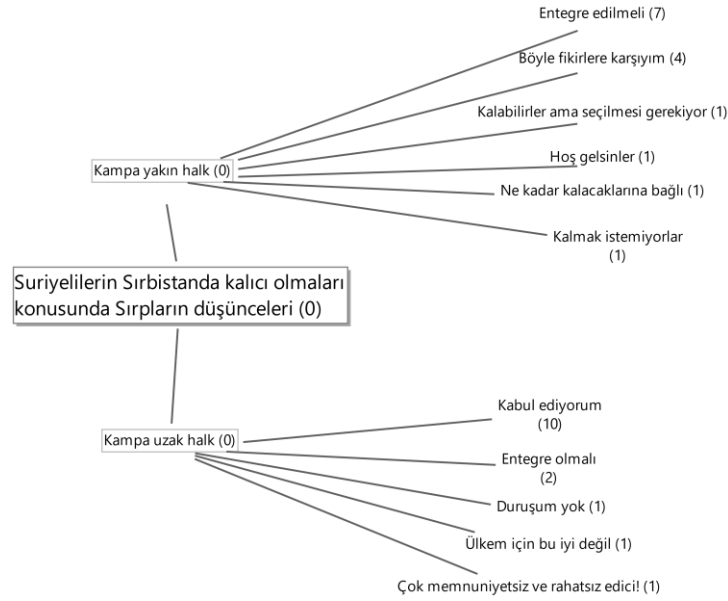 Entegre edilmeli (7)
Böyle fikirlere karşıyım (4)
Kalabilirler ama seçilmesi gerekiyor (1)
Hoş gelsinler (1)
Kampa yakın halk (0)
Ne kadar kalacaklarına bağlı (1)
Kalmak istemiyorlar
(1)
Suriyelilerin Sırbistanda kalıcı olmaları
konusunda Sırpların düşünceleri (0)
Kabul ediyorum
(10)
Kampa uzak halk (0)
Entegre olmalı
(2)
Duruşum yok (1)
Ülkem için bu iyi değil (1)
Çok memnuniyetsiz ve rahatsız edici! (1)